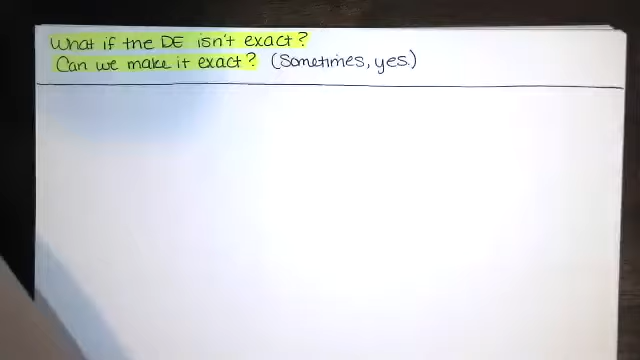 What if the DE isn't exact?
Can we make it exact? (Sometimes, yes.)